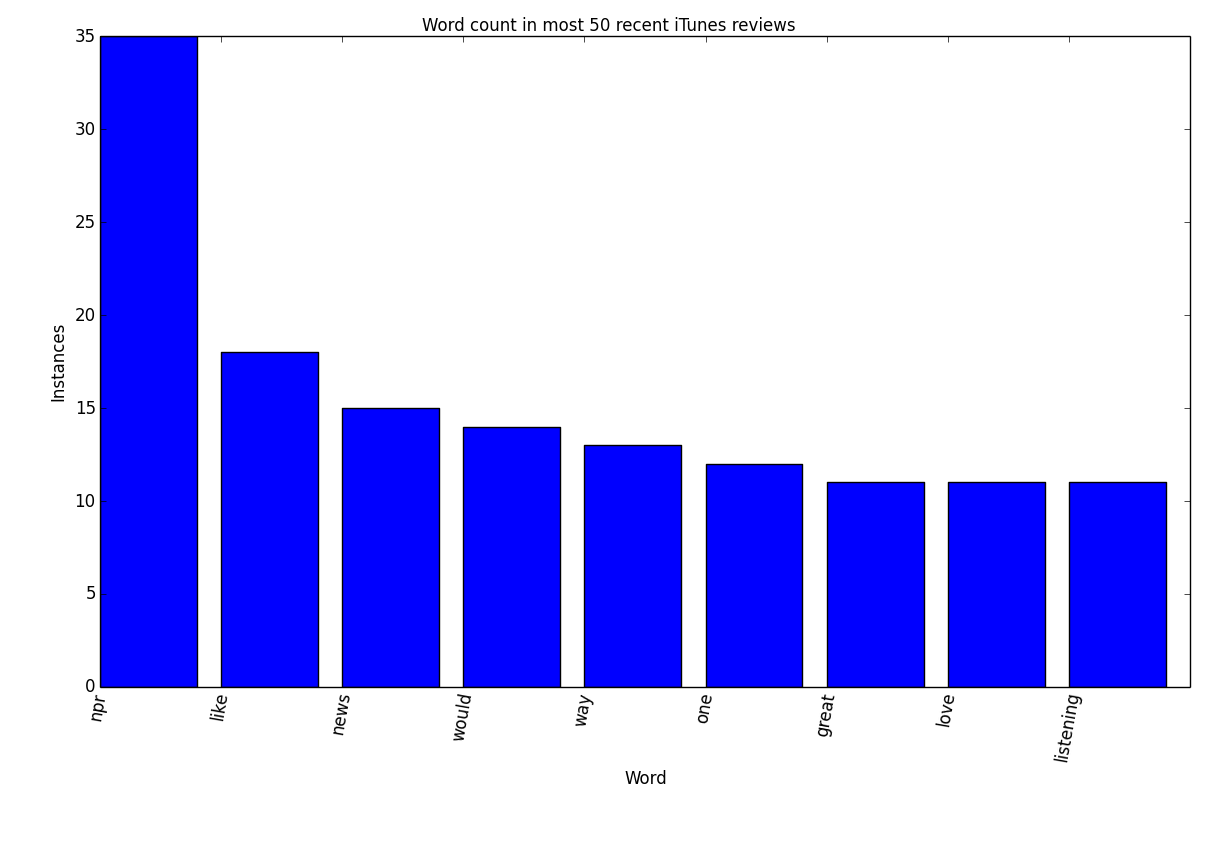 Word count in most 50 recent iTunes reviews
35
30
25
20
15
10
5
0
Instances
npr
like
news
would
way
one
great
love
listening
Word